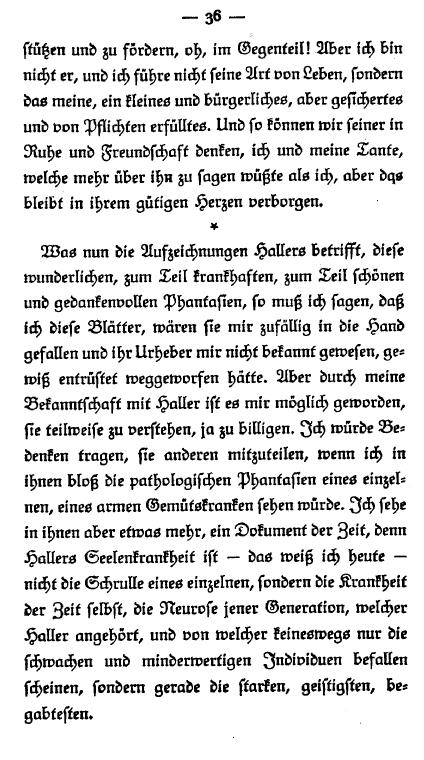 — 36 —
stützen und zu fördern, oh, im Gegenteil! Aber ich bin
nicht er, und ich führe nicht seine Art von Leben, sondern
das meine, ein kleines und bürgerliches, aber gesichertes
und von Pflichten erfülltes. Und so können wir seiner in
Ruhe und Freundschaft denken, ich und meine Tante,
welche mehr über ihn zu sagen wüßte als ich, aber das
bleibt in ihrem gütigen Herzen verborgen.
*
Was nun die Aufzeichnungen Hallers betrifft, diese
wunderlichen, zum Teil krankhaften, zum Teil schönen
und gedankenvollen Phantasien, so muß ich sagen, daß
ich diese Blätter, wären sie mir zufällig in die Hand
gefallen und ihr Urheber mir nicht bekannt gewesen, ge-
wiß entrüstet weggeworfen hätte. Aber durch meine
Bekanntschaft mit Haller ist es mir möglich geworden,
sie teilweise zu verstehen, ja zu billigen. Ich würde Be-
denken tragen, sie anderen mitzuteilen, wenn ich in
ihnen bloß die pathologischen Phantasien eines einzel-
nen, eines armen Gemütskranken sehen würde. Ich sehe
in ihnen aber etwas mehr, ein Dokument der Zeit, denn
Hallers Seelenkrankheit ist — das weiß ich heute —
nicht die Schrulle eines einzelnen, sondern die Krankheit
der Zeit selbst, die Neurose jener Generation, welcher
Haller angehört, und von welcher keineswegs nur die
schwachen und minderwertigen Individuen befallen
scheinen, sondern gerade die starken, geistigsten, be-
gabtesten.